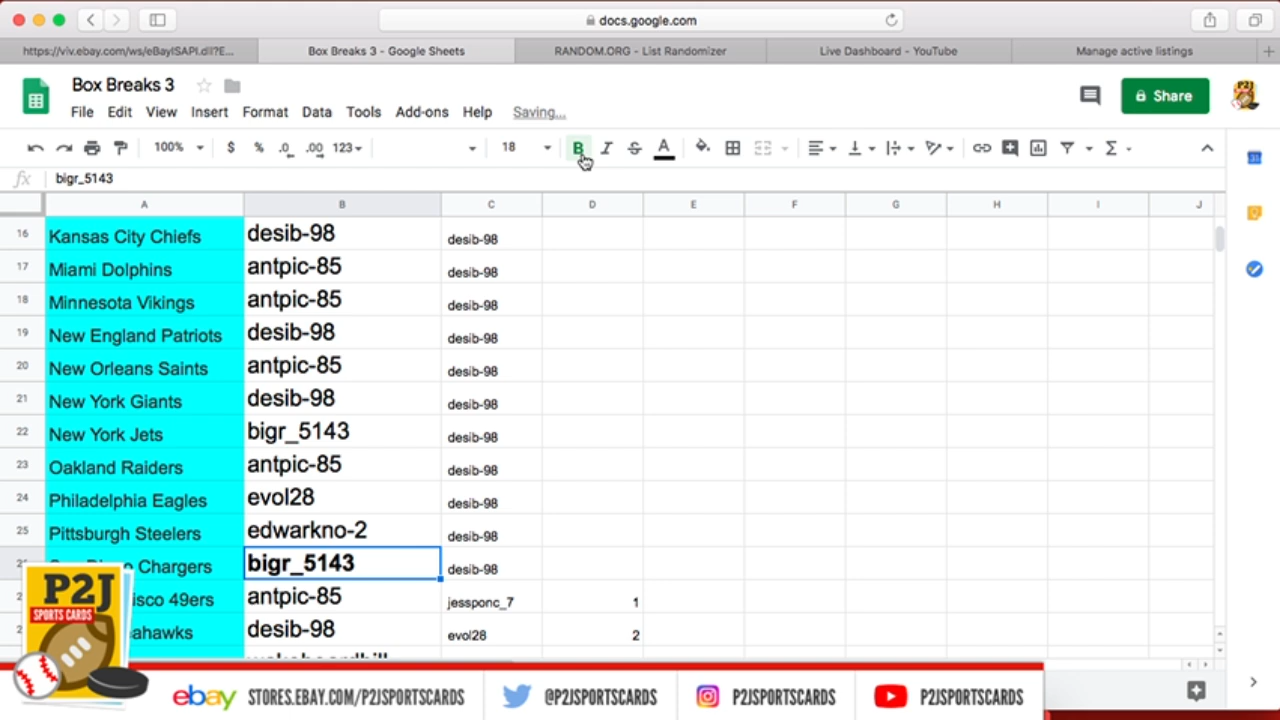 docs.google.com
https://viv.ebay.com/ws/eBayISAPI.dll?E...
Box Breaks 3 - Google Sheets
RANDOM.ORG - List Randomizer
Live Dashboard - YouTube
Manage active listings
Box Breaks 3
File Edit View Insert Format Data Tools Add-ons Help Saving...
Share
100% $ % .0 .00 123 18 B I S A Σ
fx bigr_5143
A B C D E F G H I J
16 Kansas City Chiefs desib-98 desib-98
17 Miami Dolphins antpic-85 desib-98
18 Minnesota Vikings antpic-85 desib-98
19 New England Patriots desib-98 desib-98
20 New Orleans Saints antpic-85 desib-98
21 New York Giants desib-98 desib-98
22 New York Jets bigr_5143 desib-98
23 Oakland Raiders antpic-85 desib-98
24 Philadelphia Eagles evol28 desib-98
25 Pittsburgh Steelers edwarkno-2 desib-98
Chargers bigr_5143 desib-98
isco 49ers antpic-85 jessponc_7 1
ahawks desib-98 evol28 2
P2J
SPORTS CARDS
ebay STORES.EBAY.COM/P2JSPORTSCARDS
@P2JSPORTSCARDS
P2JSPORTSCARDS
P2JSPORTSCARDS